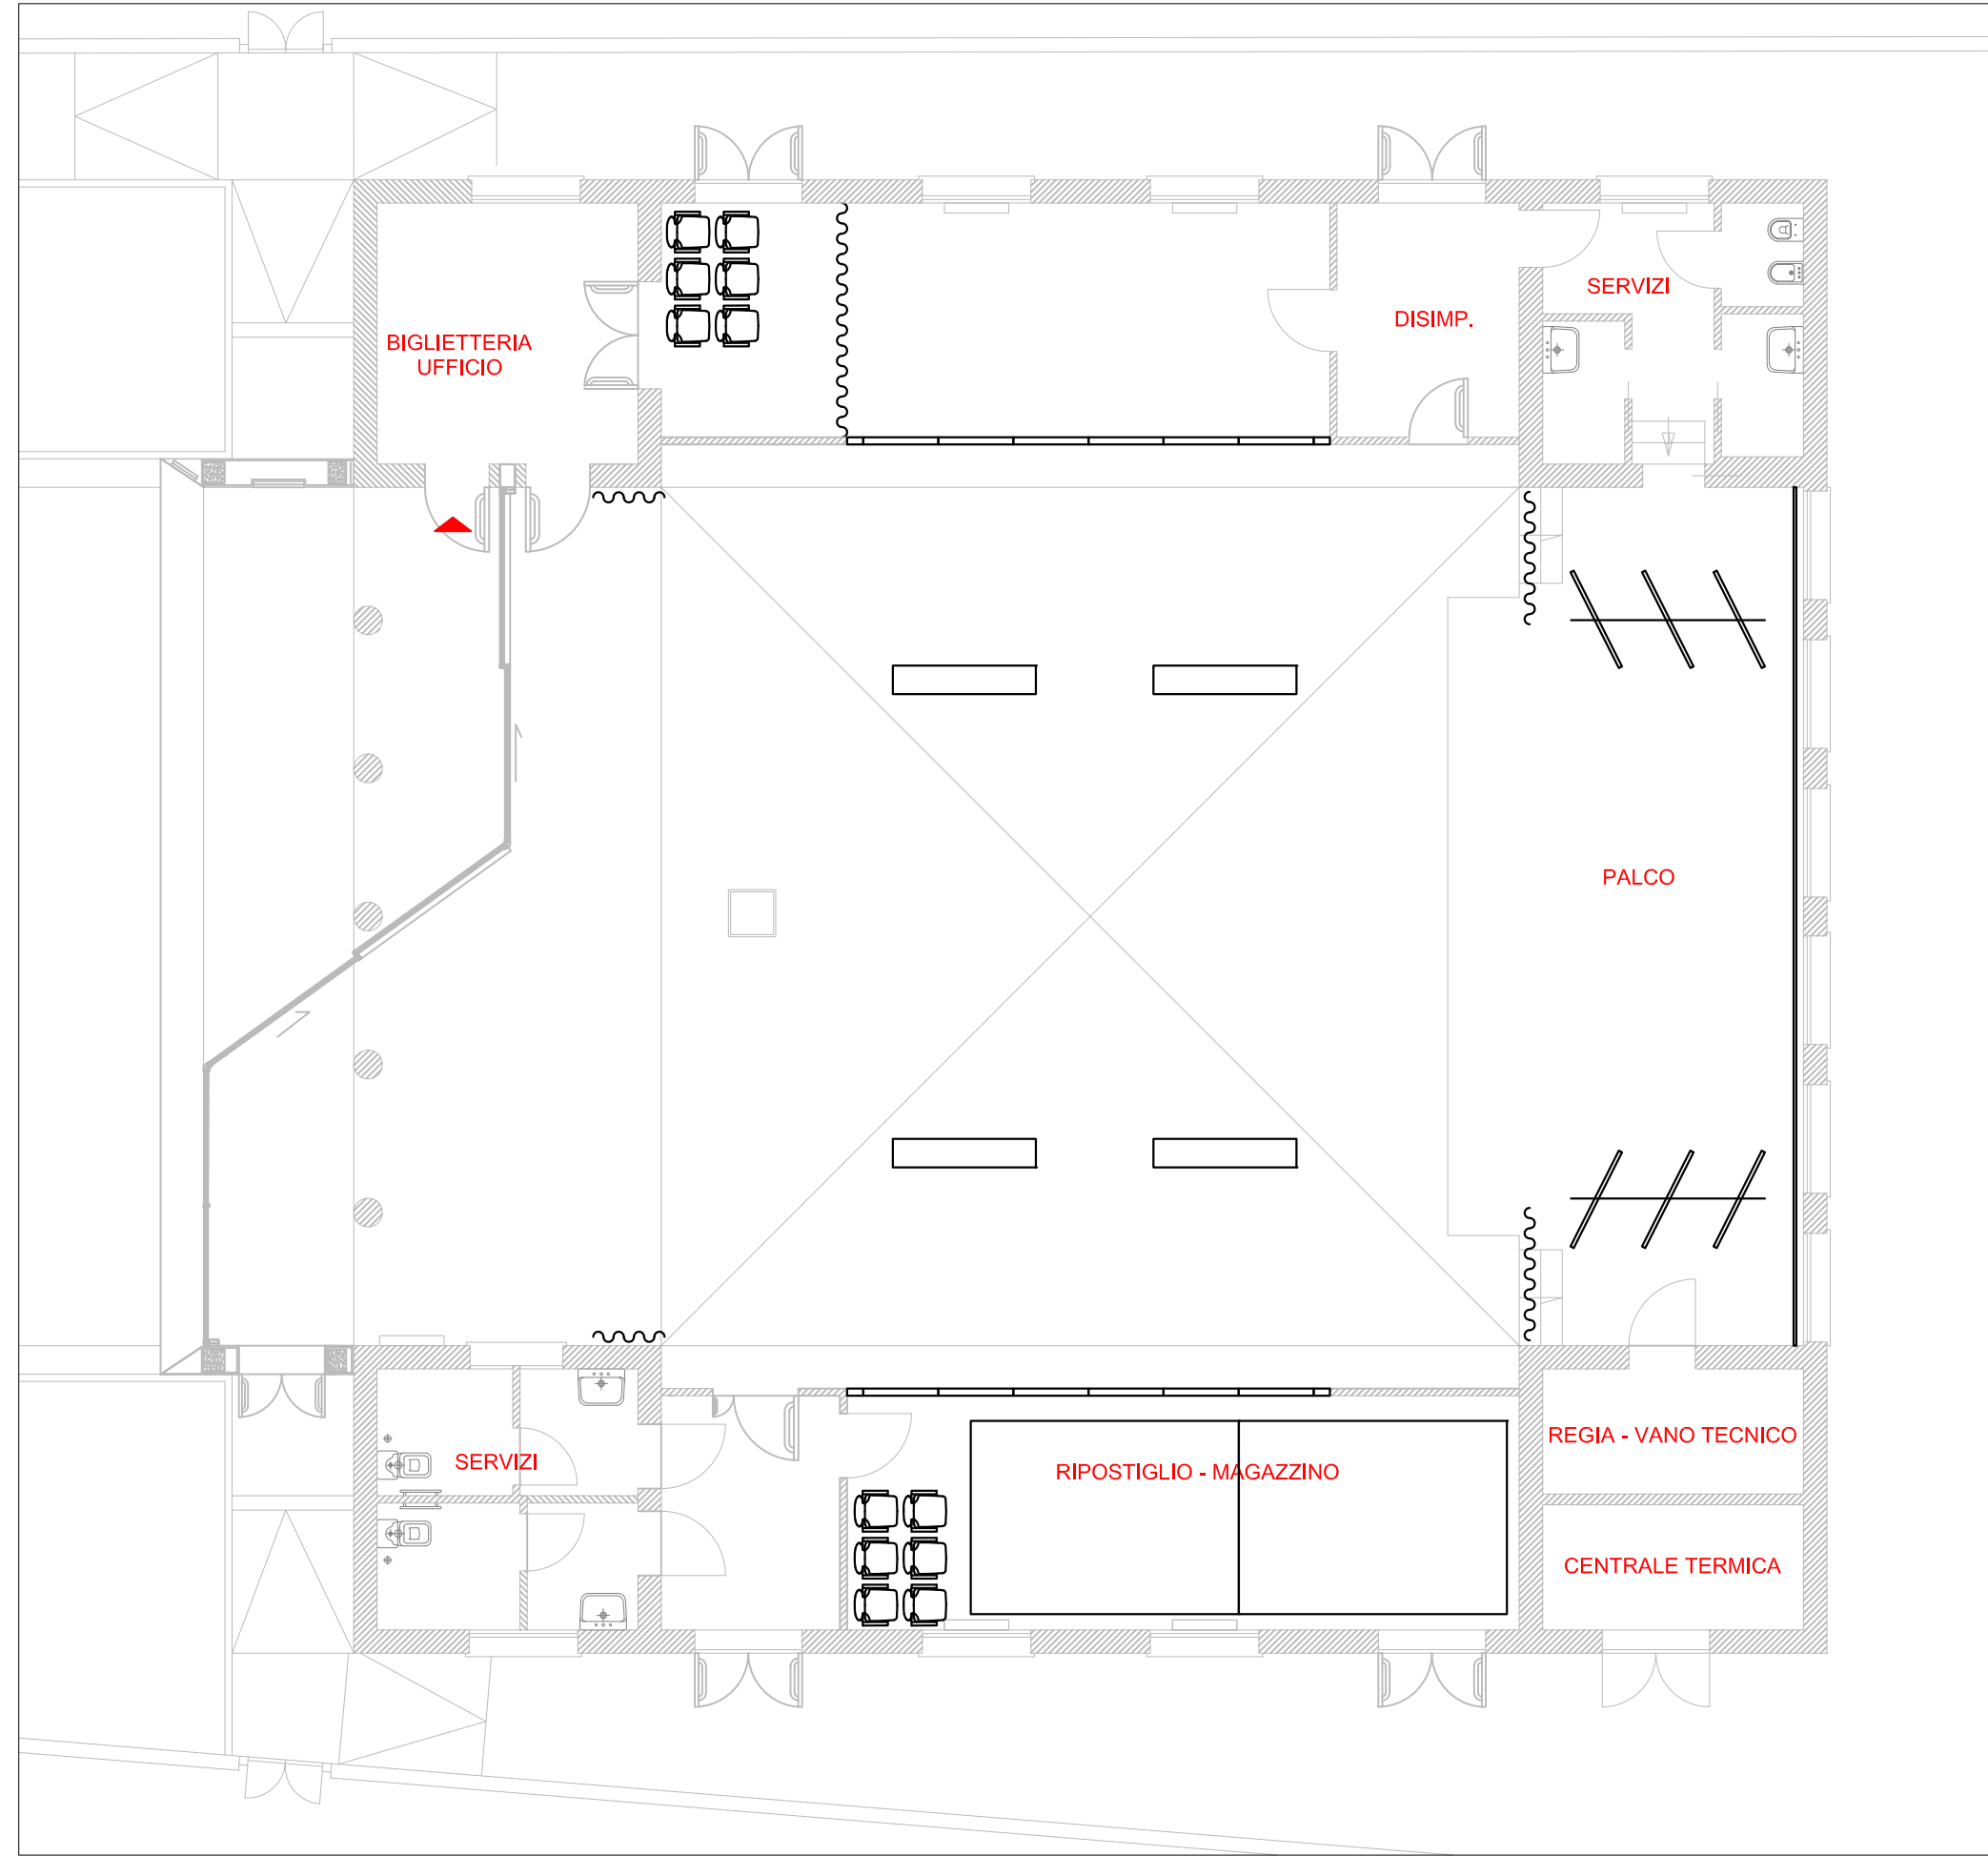 SERVIZI
DISIMP.
BIGLIETTERIA
UFFICIO
PALCO
REGIA - VANO TECNICO
SERVIZI
RIPOSTIGLIO - MAGAZZINO
CENTRALE TERMICA